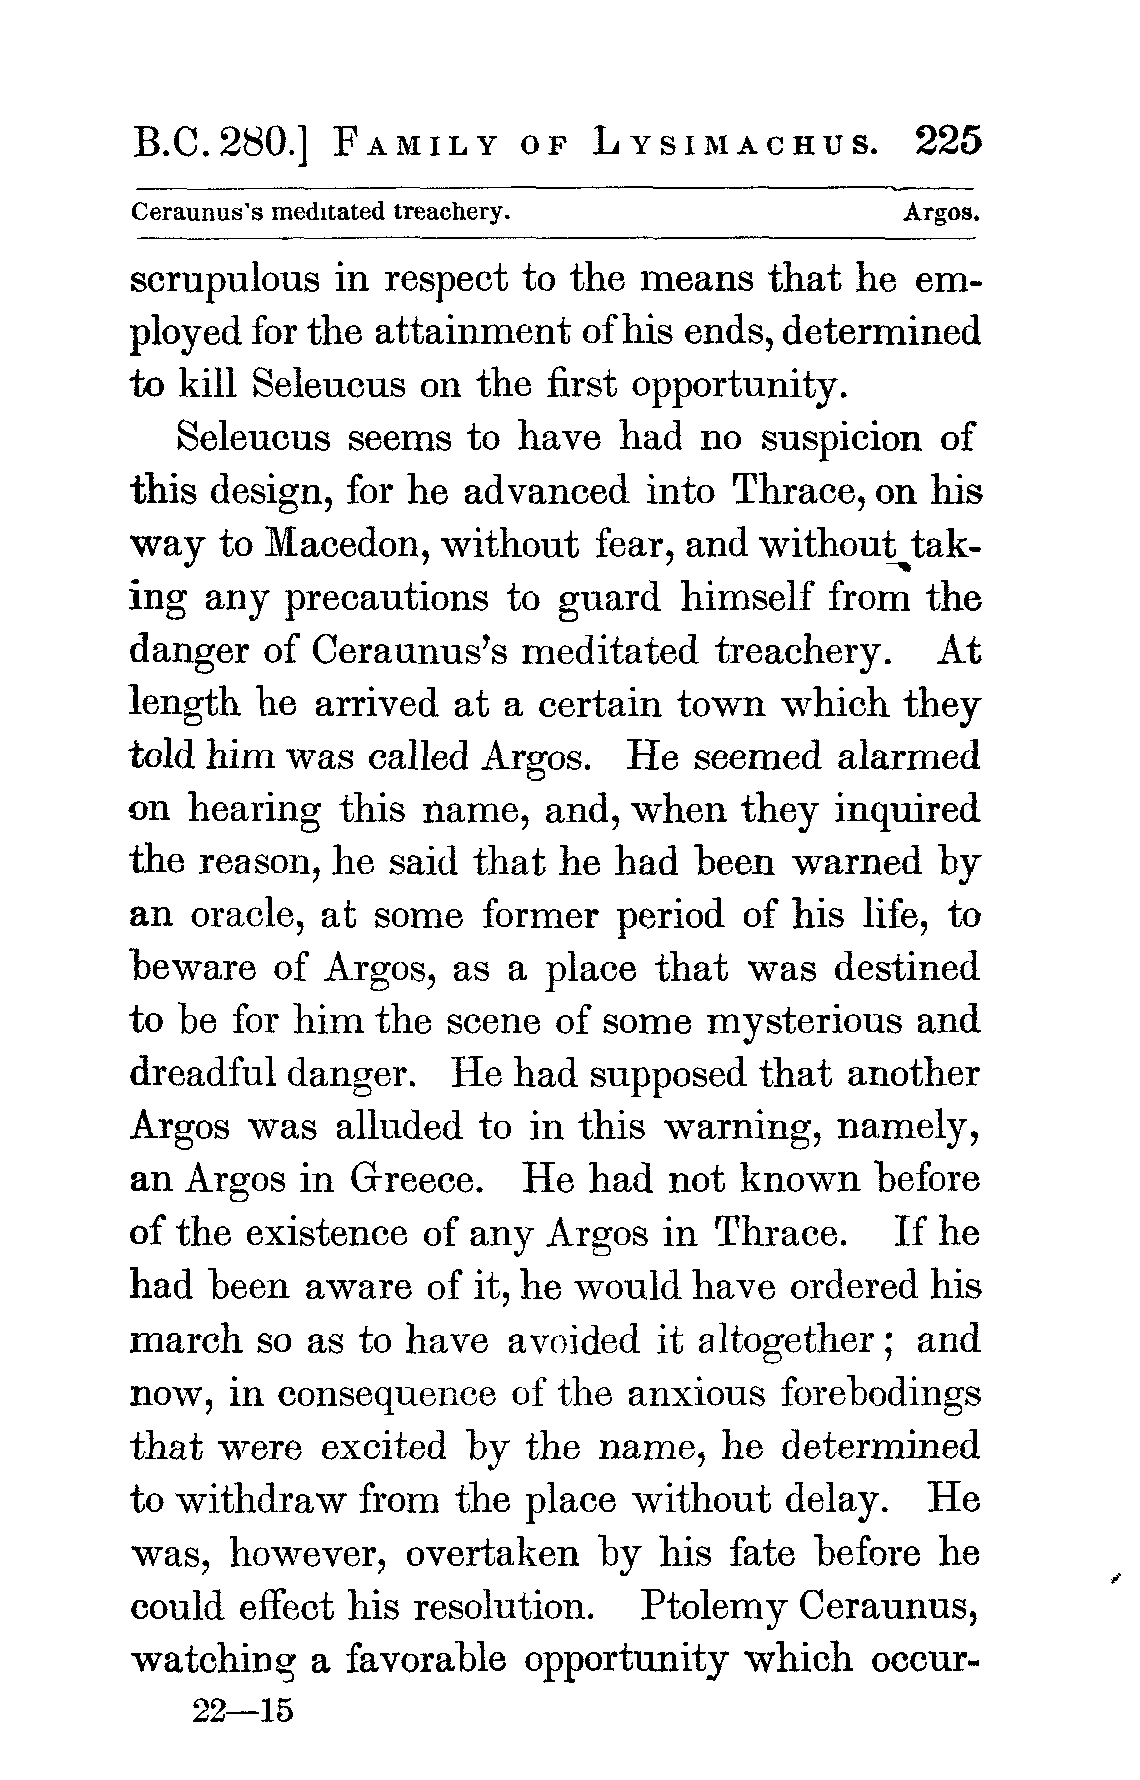 B.C. 280.] FAMILY OF LYSIMACHUS. 225
Ceraunus's meditated treachery. Argos.
scrupulous in respect to the means that he em-
ployed for the attainment of his ends, determined
to kill Seleucus on the first opportunity.
Seleucus seems to have had no suspicion of
this design, for he advanced into Thrace, on his
way to Macedon, without fear, and without tak-
ing any precautions to guard himself from the
danger of Ceraunus's meditated treachery. At
length he arrived at a certain town which they
told him was called Argos. He seemed alarmed
on hearing this name, and, when they inquired
the reason, he said that he had been warned by
an oracle, at some former period of his life, to
beware of Argos, as a place that was destined
to be for him the scene of some mysterious and
dreadful danger. He had supposed that another
Argos was alluded to in this warning, namely,
an Argos in Greece. He had not known before
of the existence of any Argos in Thrace. If he
had been aware of it, he would have ordered his
march so as to have avoided it altogether; and
now, in consequence of the anxious forebodings
that were excited by the name, he determined
to withdraw from the place without delay. He
was, however, overtaken by his fate before he
could effect his resolution. Ptolemy Ceraunus,
watching a favorable opportunity which occur-
22—15